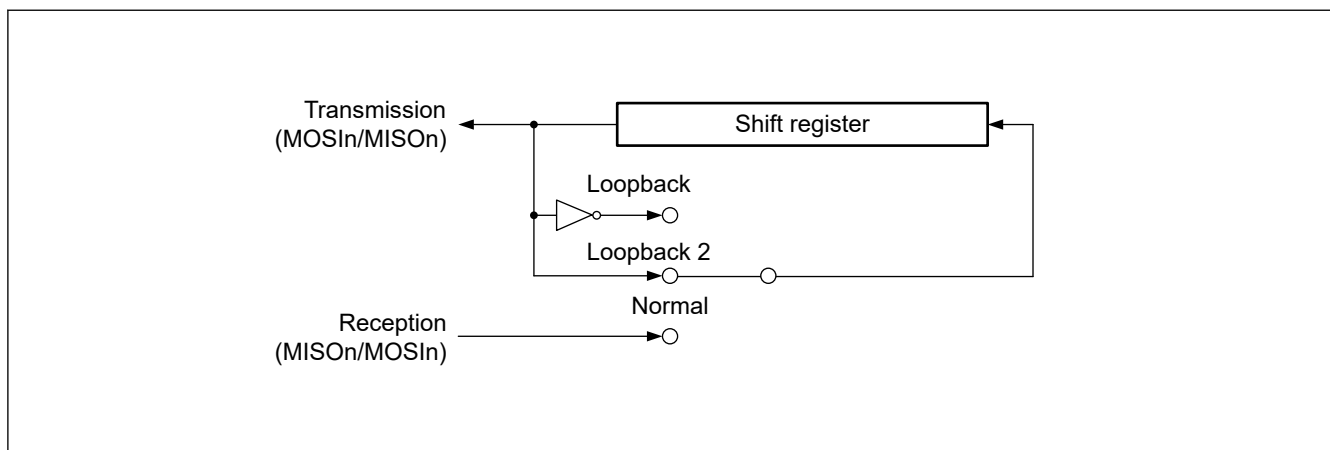 Transmission
(MOSIn/MISOn)
Shift register
Loopback
Loopback 2
Normal
Reception
(MISOn/MOSIn)